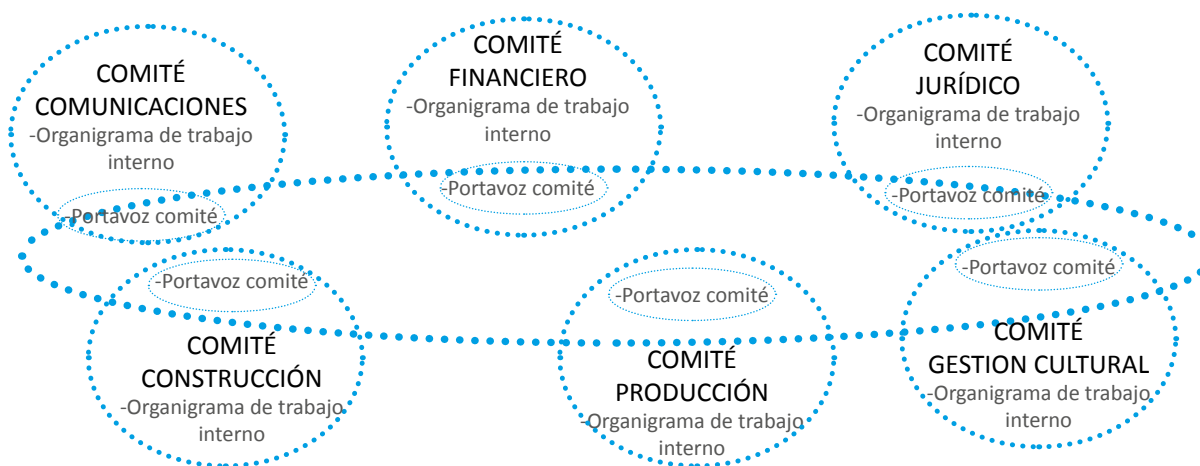 COMITÉ
COMUNICACIONES
-Organigrama de trabajo
interno
-Portavoz comité
COMITÉ
FINANCIERO
-Organigrama de trabajo
interno
-Portavoz comité
COMITÉ
JURÍDICO
-Organigrama de trabajo
interno
-Portavoz comité
-Portavoz comité
COMITÉ
CONSTRUCCIÓN
-Organigrama de trabajo
interno
-Portavoz comité
COMITÉ
PRODUCCIÓN
-Organigrama de trabajo
interno
-Portavoz comité
COMITÉ
GESTION CULTURAL
-Organigrama de trabajo
interno